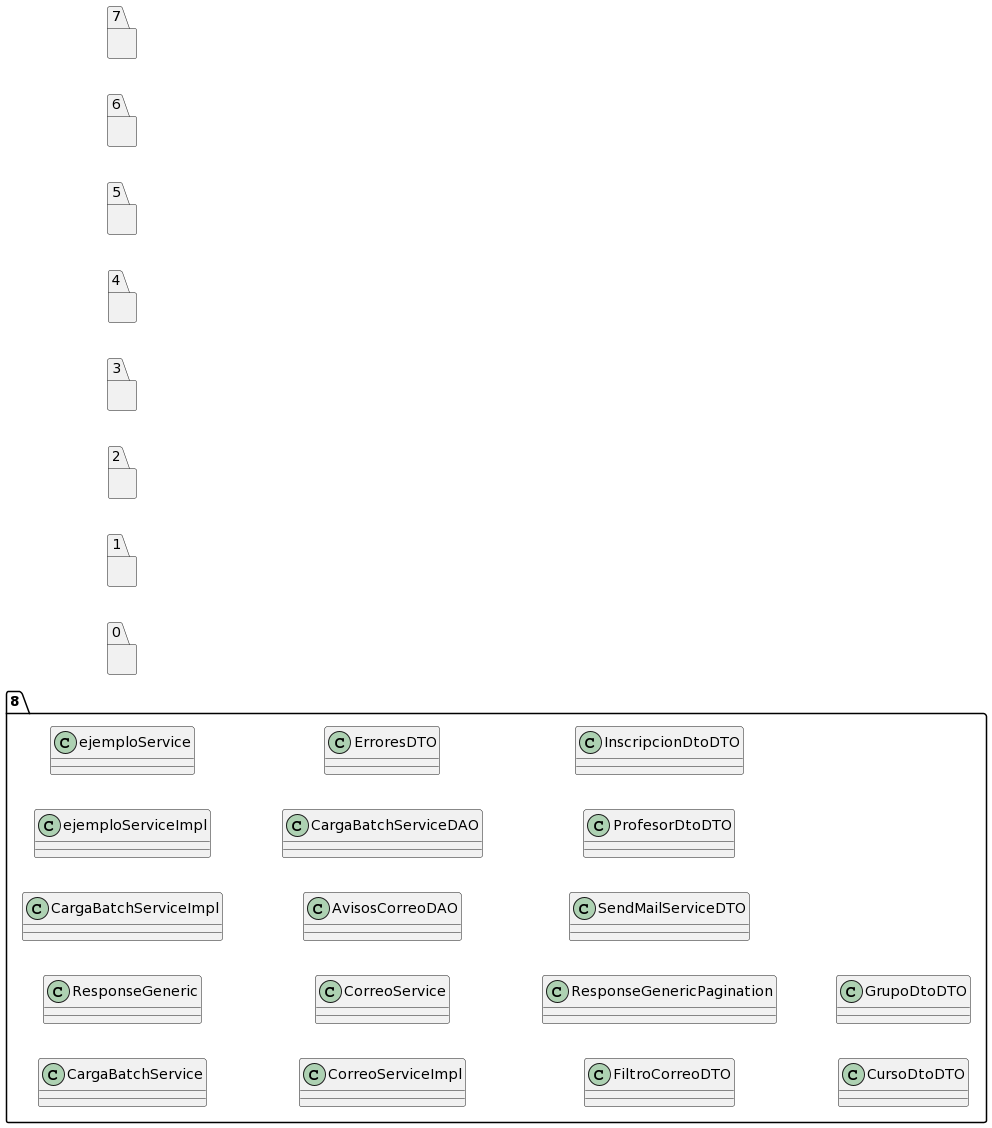 7
6
5
4
3
2
1
0
8
C ejemploService
C ErroresDTO
C InscripcionDtoDTO
C ejemploServiceImpl
C CargaBatchServiceDAO
C ProfesorDtoDTO
C CargaBatchServiceImpl
C AvisosCorreoDAO
C SendMailServiceDTO
C ResponseGeneric
C CorreoService
C ResponseGenericPagination
C GrupoDtoDTO
C CargaBatchService
C CorreoServiceImpl
C FiltroCorreoDTO
C CursoDtoDTO